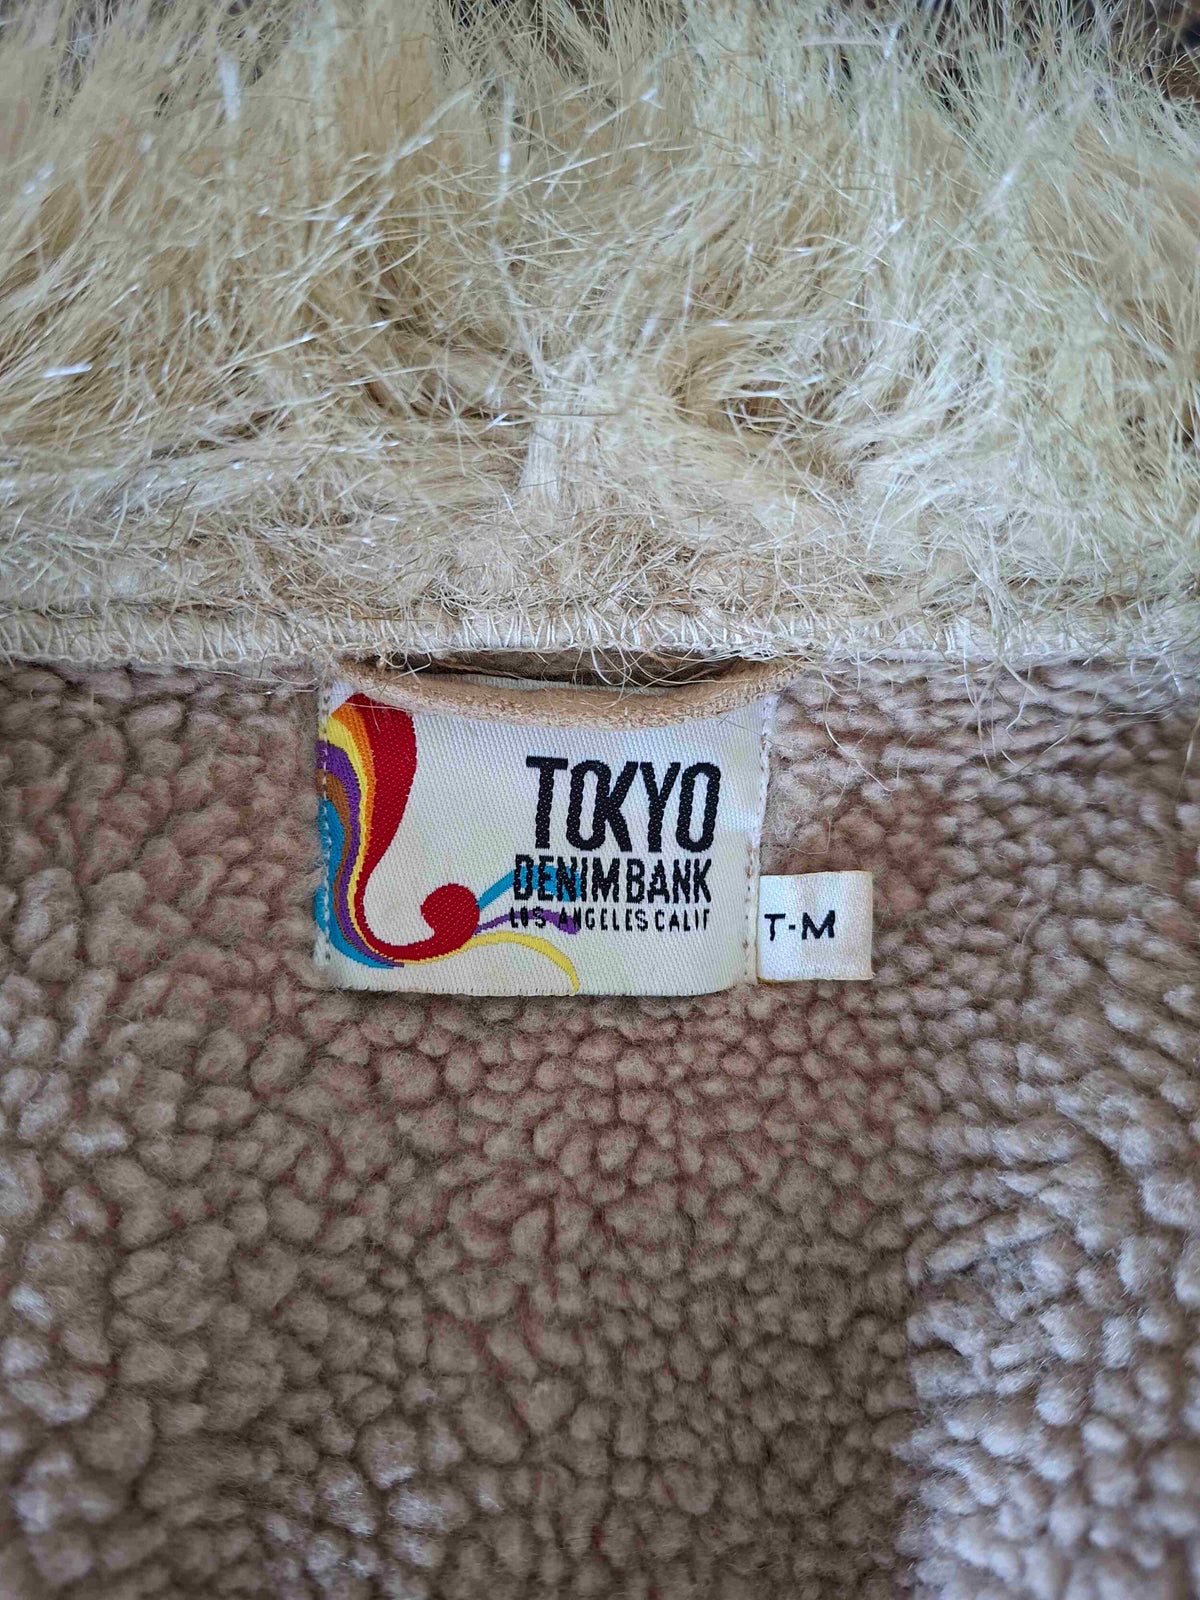 TOKYO
DENIM BANK
LOS ANGELES CALIF
T-M